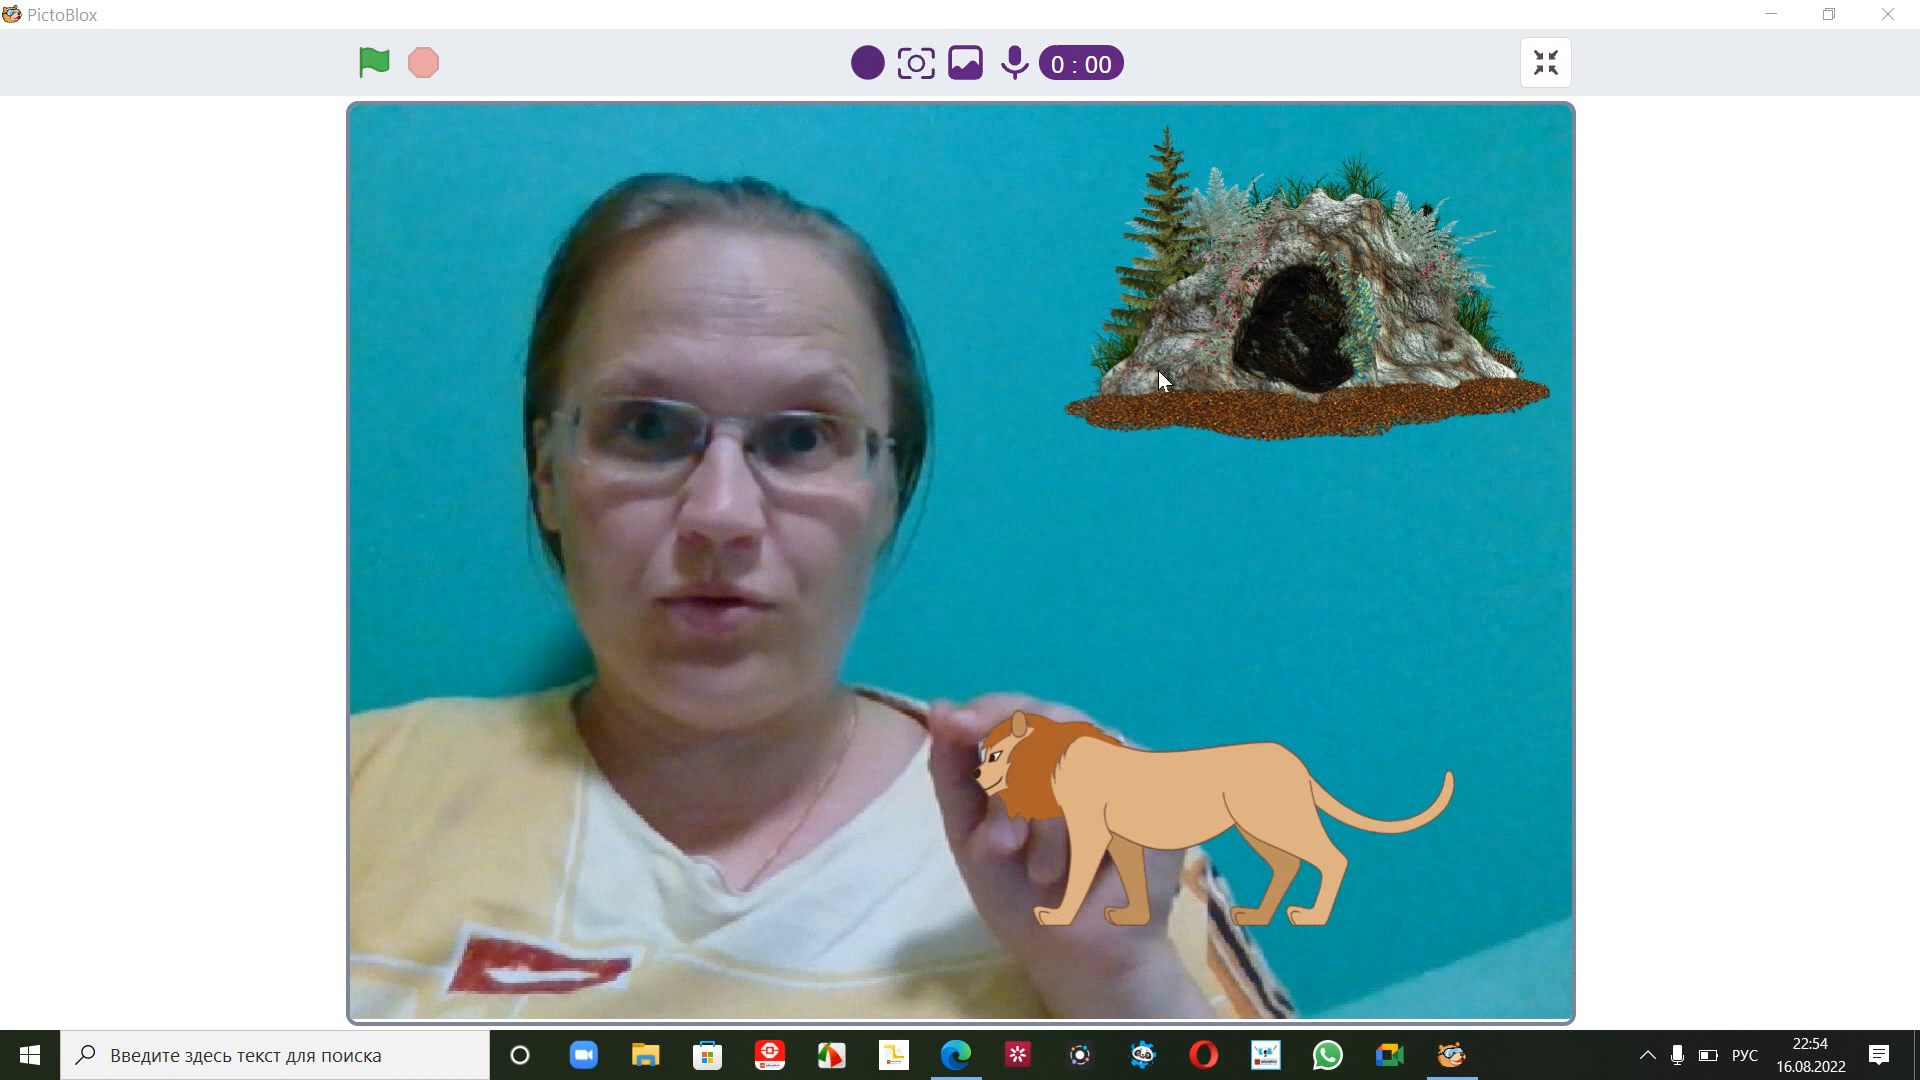 PictoBlox
0 : 00
Введите здесь текст для поиска
РУС
22:54
16.08.2022